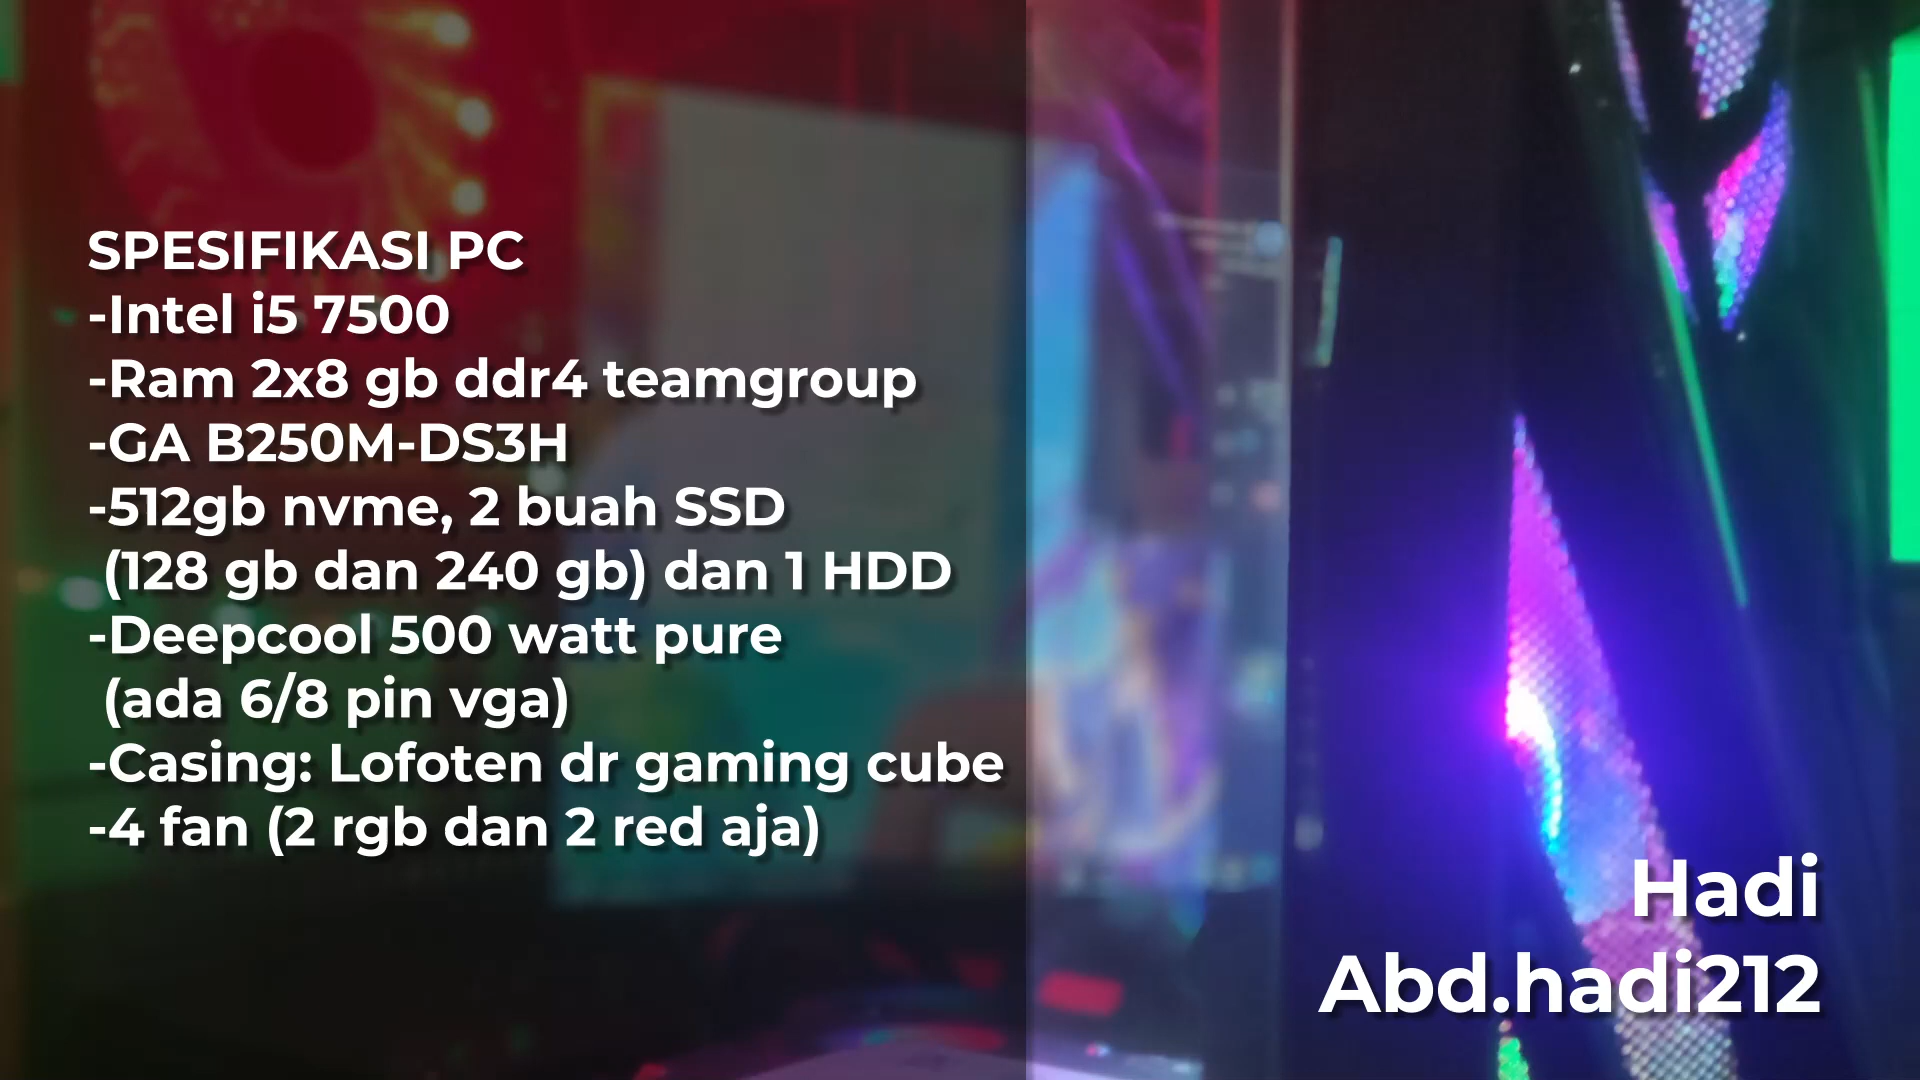 SPESIFIKASI PC
-Intel i5 7500
-Ram 2x8 gb ddr4 teamgroup
-GA B250M-DS3H
-512gb nvme, 2 buah SSD
(128 gb dan 240 gb) dan 1 HDD
-Deepcool 500 watt pure
(ada 6/8 pin vga)
-Casing: Lofoten dr gaming cube
-4 fan (2 rgb dan 2 red aja)
Hadi
Abd.hadi212